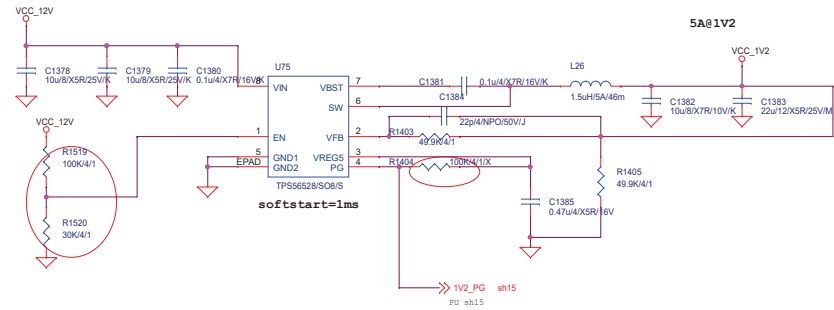 VCC_12V
5A@1V2
C1378
10u/8/X5R/25V/K
C1379
10u/8/X5R/25V/K
C1380
0.1u/4/X7R/16V/K
U75
8
VIN
VBST
7
SW
6
1
EN
VFB
2
5
GND1
VREG5
3
EPAD
GND2
PG
4
TPS56528/SO8/S
softstart=1ms
C1381
0.1u/4/X7R/16V/K
C1384
22p/4/NPO/50V/J
R1403
49.9K/4/1
R1404
100K/4/1/X
L26
1.5uH/5A/46m
VCC_1V2
C1382
10u/8/X7R/10V/K
C1383
22u/12/X5R/25V/M
R1405
49.9K/4/1
C1385
0.47u/4/X5R/16V
VCC_12V
R1519
100K/4/1
R1520
30K/4/1
1V2_PG sh15
PU sh15